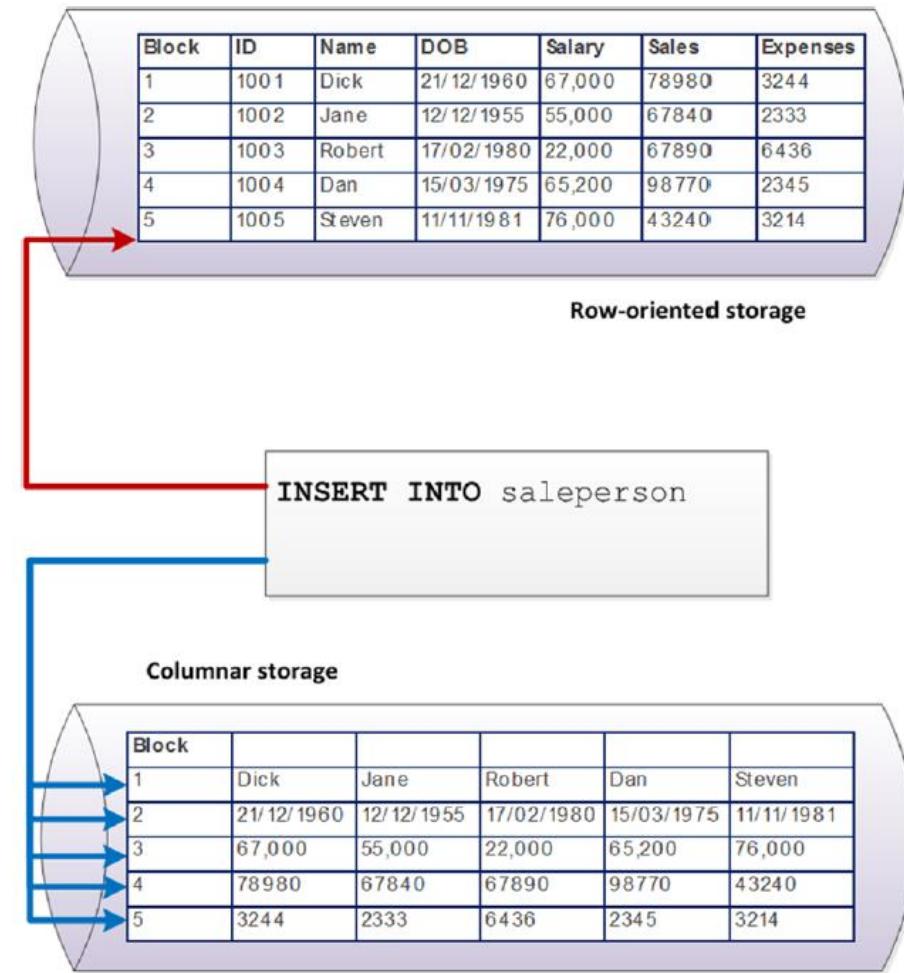 Block ID Name DOB Salary Sales Expenses
1 1001 Dick 21/12/1960 67,000 78980 3244
2 1002 Jane 12/12/1955 55,000 67840 2333
3 1003 Robert 17/02/1980 22,000 67890 6436
4 1004 Dan 15/03/1975 65,200 98770 2345
5 1005 Steven 11/11/1981 76,000 43240 3214
Row-oriented storage
INSERT INTO saleperson
Columnar storage
Block
1 Dick Jane Robert Dan Steven
2 21/12/1960 12/12/1955 17/02/1980 15/03/1975 11/11/1981
3 67,000 55,000 22,000 65,200 76,000
4 78980 67840 67890 98770 43240
5 3244 2333 6436 2345 3214